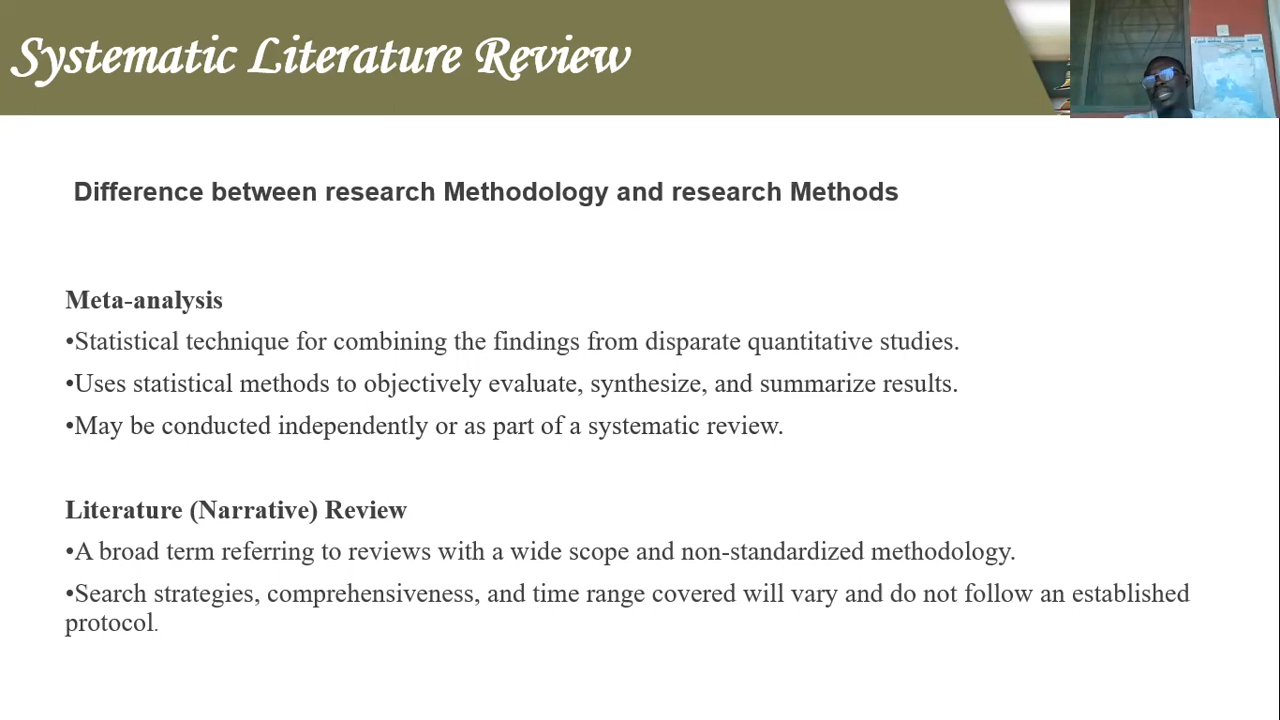 Systematic Literature Review
Difference between research Methodology and research Methods
Meta-analysis
•Statistical technique for combining the findings from disparate quantitative studies.
•Uses statistical methods to objectively evaluate, synthesize, and summarize results.
•May be conducted independently or as part of a systematic review.
Literature (Narrative) Review
•A broad term referring to reviews with a wide scope and non-standardized methodology.
•Search strategies, comprehensiveness, and time range covered will vary and do not follow an established
protocol.